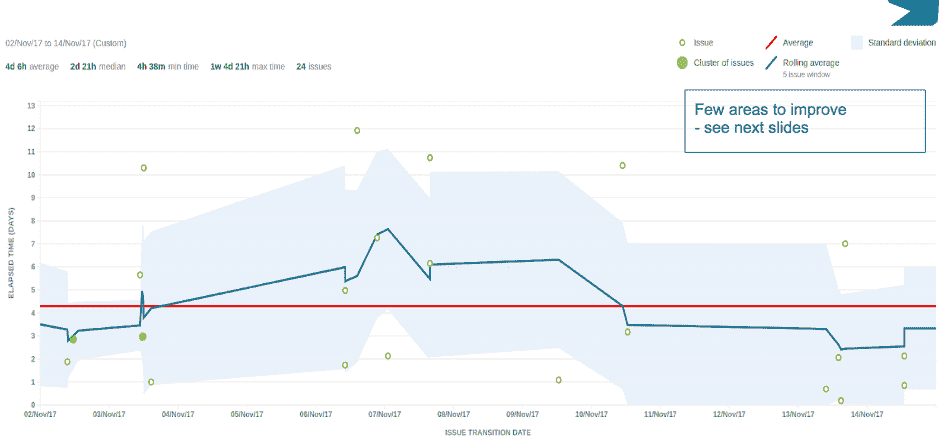 02/Nov/17 to 14/Nov/17 (Custom)
4d 6h average 2d 21h median 4h 38m min time 1w 4d 21h max time 24 issues
Issue
Average
Standard deviation
Cluster of issues
Rolling average
5 issue window
Few areas to improve
- see next slides
13
12
11
10
9
8
7
6
5
4
3
2
1
0
ELAPSED TIME (DAYS)
02/Nov/17 03/Nov/17 04/Nov/17 05/Nov/17 06/Nov/17 07/Nov/17 08/Nov/17 09/Nov/17 10/Nov/17 11/Nov/17 12/Nov/17 13/Nov/17 14/Nov/17
ISSUE TRANSITION DATE